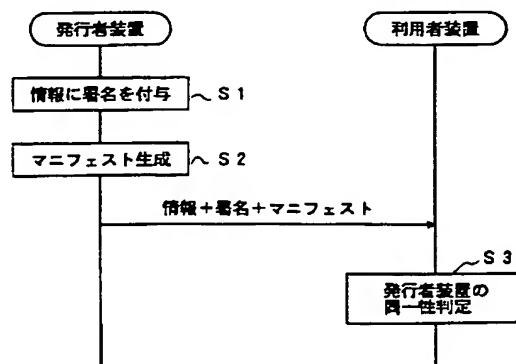 発行者装置
利用者装置
情報に署名を付与
S1
マニフェスト生成
S2
情報+署名+マニフェスト
S3
発行者装置の
同一性判定